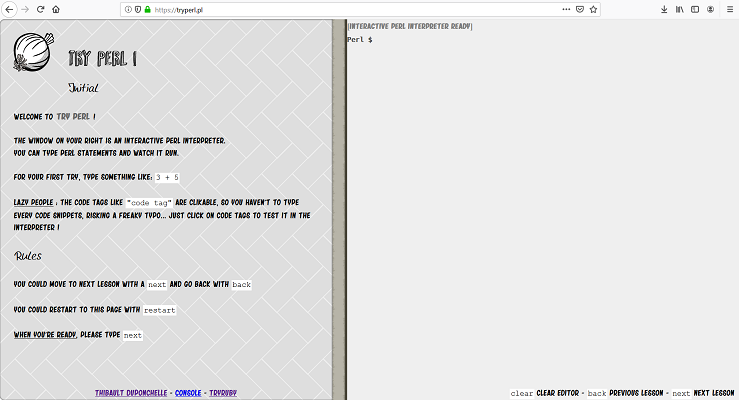 https://tryperl.pl
TRY PERL !
Initial
WELCOME TO TRY PERL !
THE WINDOW ON YOUR RIGHT IS AN INTERACTIVE PERL INTERPRETER.
YOU CAN TYPE PERL STATEMENTS AND WATCH IT RUN.
FOR YOUR FIRST TRY, TYPE SOMETHING LIKE: 3 + 5
LAZY PEOPLE : THE CODE TAGS LIKE "code tag" ARE CLIKABLE, SO YOU HAVEN'T TO TYPE
EVERY CODE SNIPPETS, RISKING A FREAKY TYPO... JUST CLICK ON CODE TAGS TO TEST IT IN THE
INTERPRETER !
Rules
YOU COULD MOVE TO NEXT LESSON WITH A next AND GO BACK WITH back
YOU COULD RESTART TO THIS PAGE WITH restart
WHEN YOU'RE READY, PLEASE TYPE next
THIBAULT DUPONCHELLE - CONSOLE - TRYRUBY
[INTERACTIVE PERL INTERPRETER READY]
Perl $
clear CLEAR EDITOR - back PREVIOUS LESSON - next NEXT LESSON